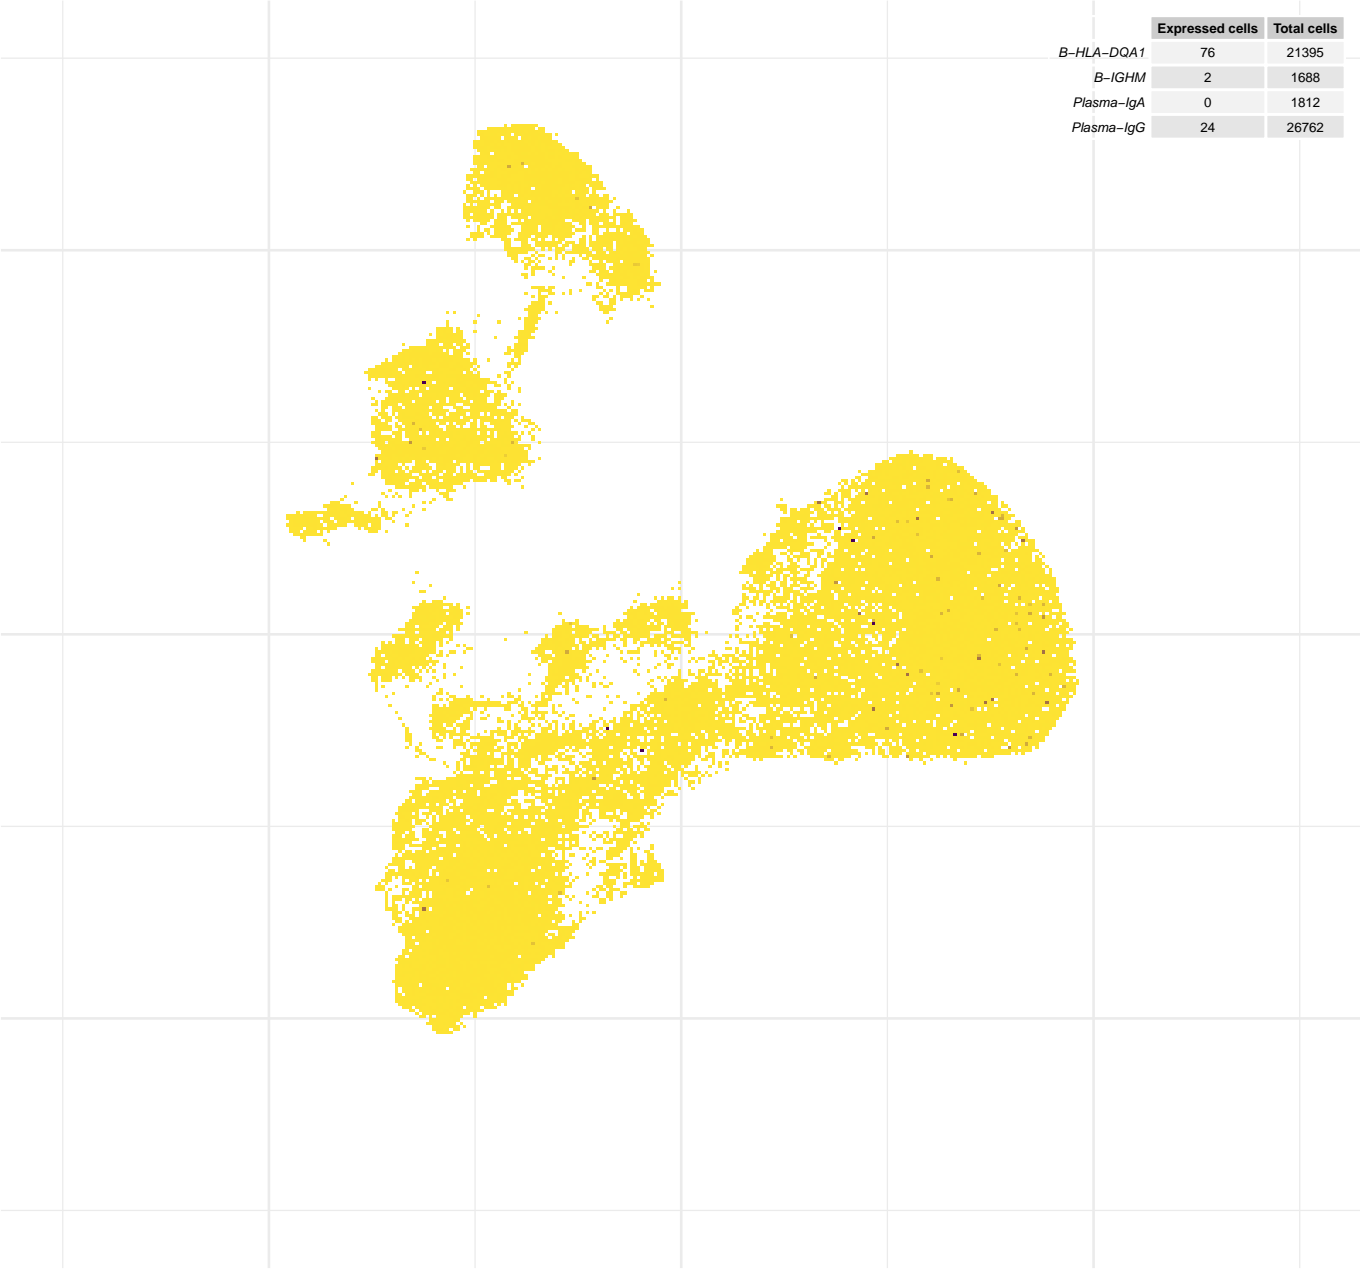 Expressed cells Total cells
B−HLA−DQA1 76 21395
B−IGHM 2 1688
Plasma−IgA 0 1812
Plasma−IgG 24 26762